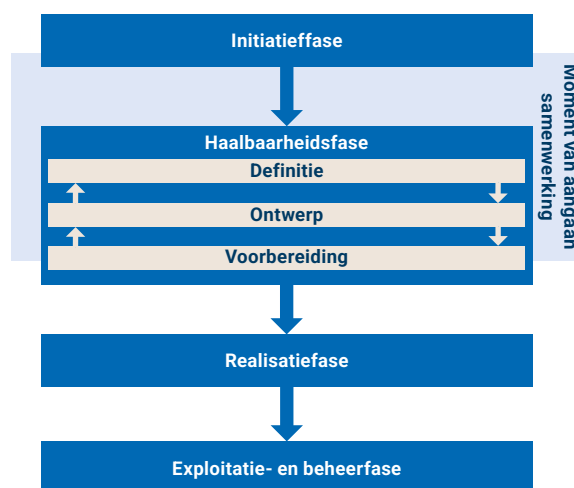 Initiatieffase
Moment van aangaan
samenwerking
Haalbaarheidsfase
Definitie
Ontwerp
Voorbereiding
Realisatiefase
Exploitatie- en beheerfase